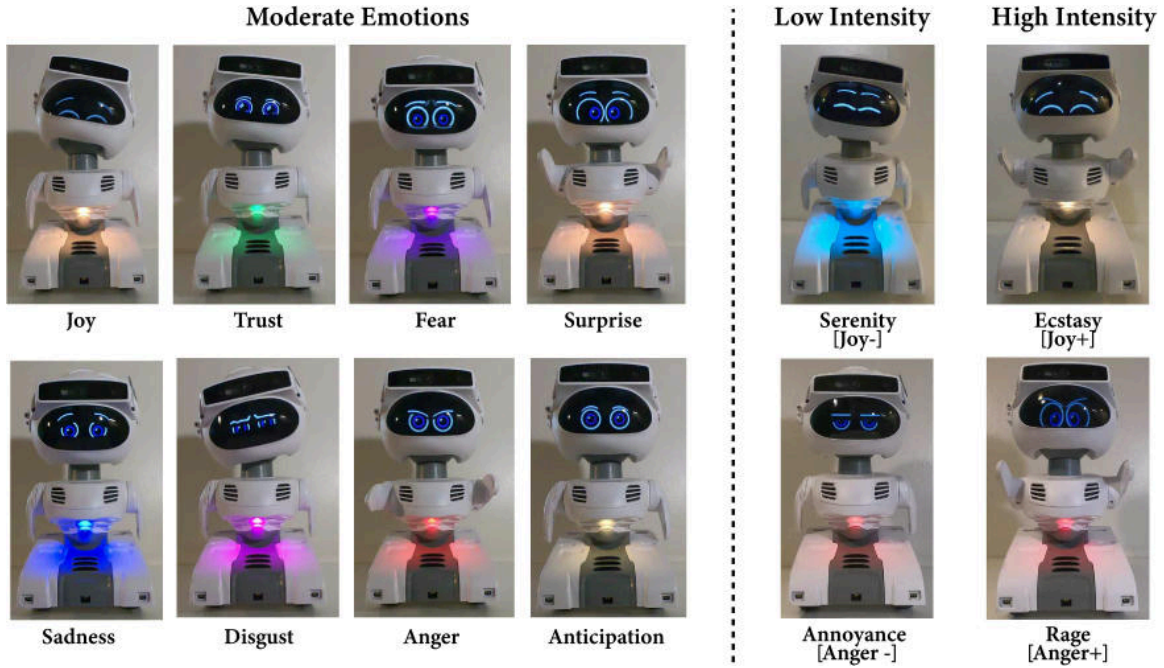 Moderate Emotions
Low Intensity
High Intensity
Joy
Trust
Fear
Surprise
Serenity
[Joy-]
Ecstasy
[Joy+]
Sadness
Disgust
Anger
Anticipation
Annoyance
[Anger -]
Rage
[Anger+]